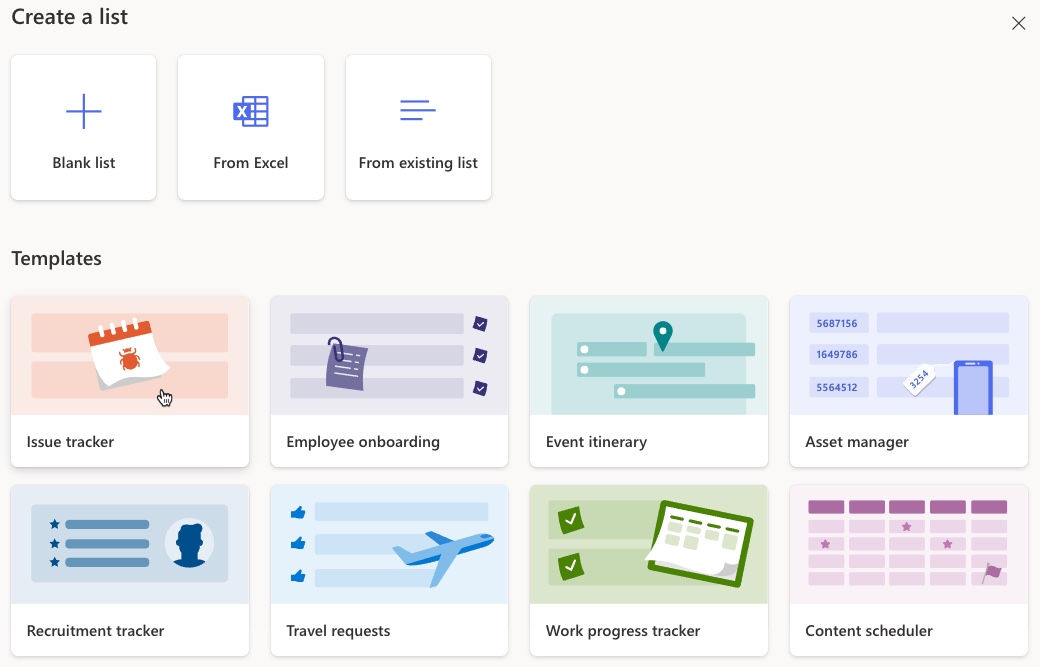 Create a list
Blank list
From Excel
From existing list
Templates
5687156
1649786
5564512
3254
Issue tracker
Employee onboarding
Event itinerary
Asset manager
Recruitment tracker
Travel requests
Work progress tracker
Content scheduler